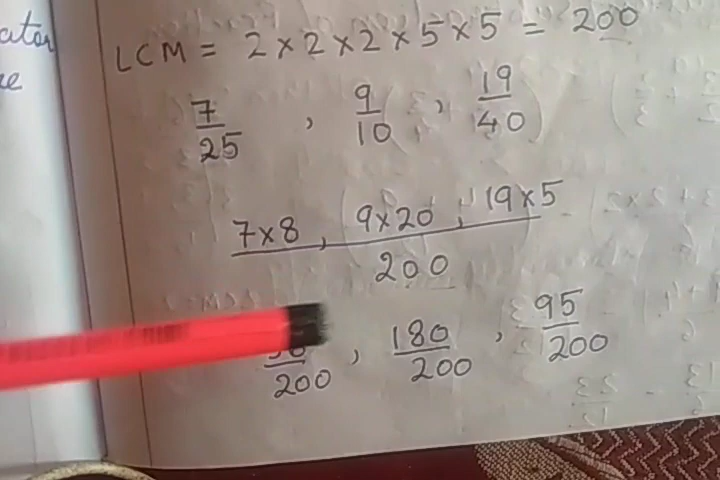 LCM = 2×2×2×5×5 = 200
7/25 , 9/10 , 19/40
7×8, 9×20, 19×5
200
/200 , 180/200 , 95/200